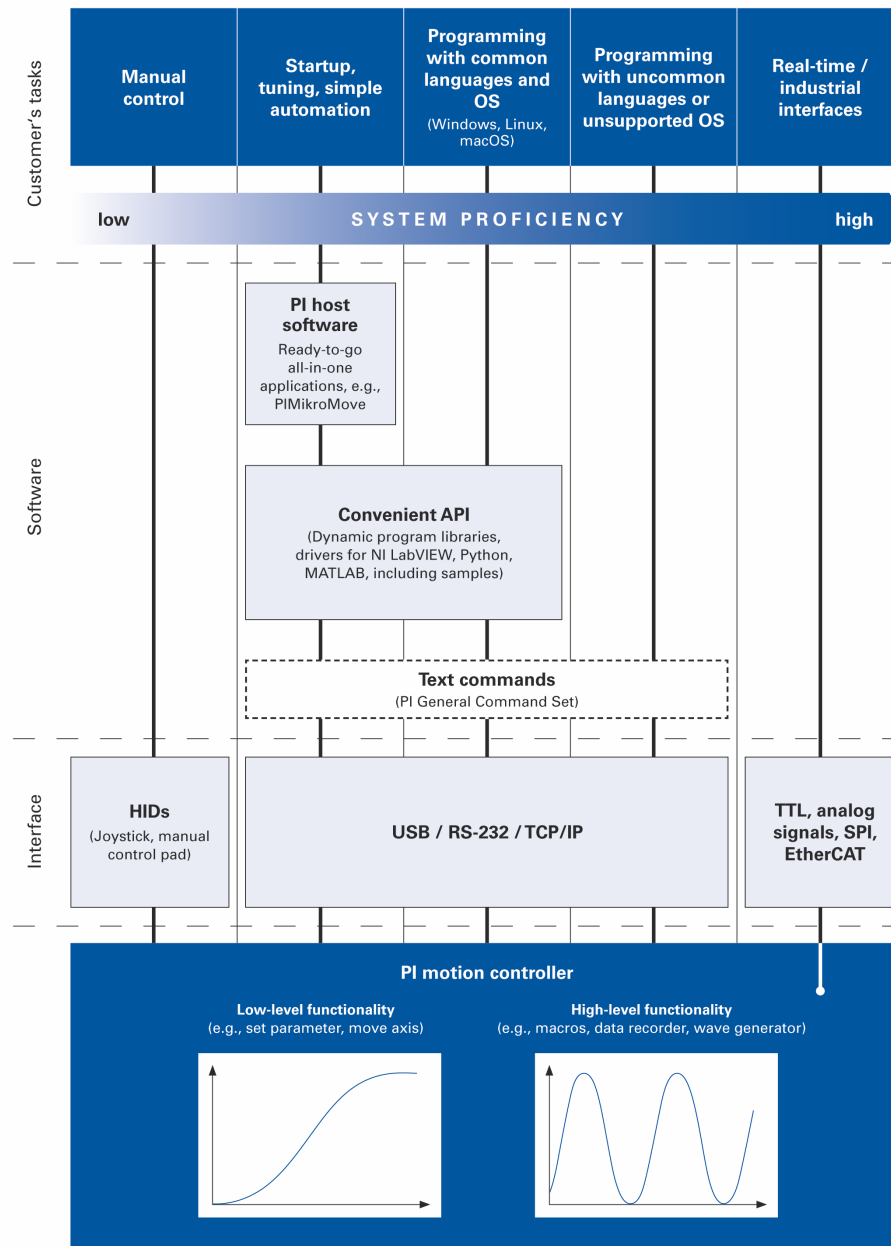 Customer‘s tasks
Manual
control
Startup,
tuning, simple
automation
Programming
with common
languages and
OS
(Windows, Linux,
macOS)
Programming
with uncommon
languages or
unsupported OS
Real-time /
industrial
interfaces
low
SYSTEM PROFICIENCY
high
Software
PI host
software
Ready-to-go
all-in-one
applications, e.g.,
PIMikroMove
Convenient API
(Dynamic program libraries,
drivers for NI LabVIEW, Python,
MATLAB, including samples)
Text commands
(PI General Command Set)
Interface
HIDs
(Joystick, manual
control pad)
USB / RS-232 / TCP/IP
TTL, analog
signals, SPI,
EtherCAT
PI motion controller
Low-level functionality
(e.g., set parameter, move axis)
High-level functionality
(e.g., macros, data recorder, wave generator)